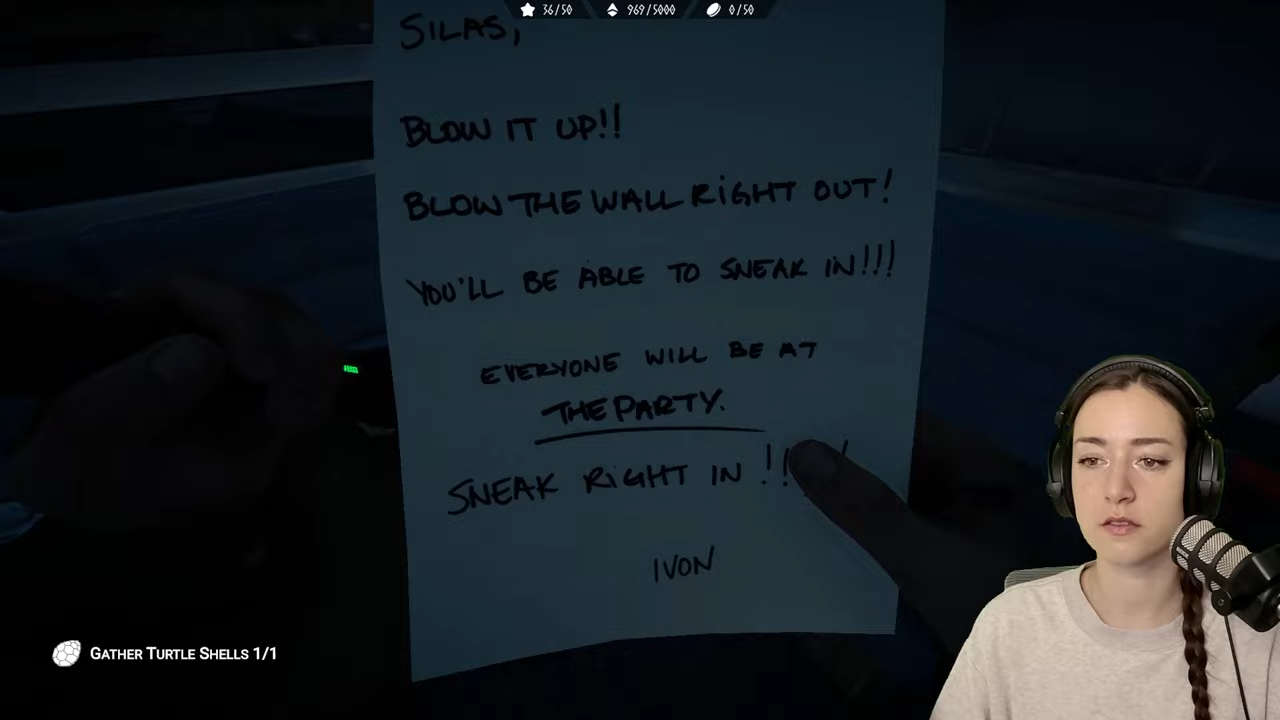 36/50 969/5000 0/50
SILAS,
BLOW IT UP!!
BLOW THE WALL RIGHT OUT!
YOU'LL BE ABLE TO SNEAK IN!!!
EVERYONE WILL BE AT
THE PARTY.
SNEAK RIGHT IN !!
IVON
GATHER TURTLE SHELLS 1/1